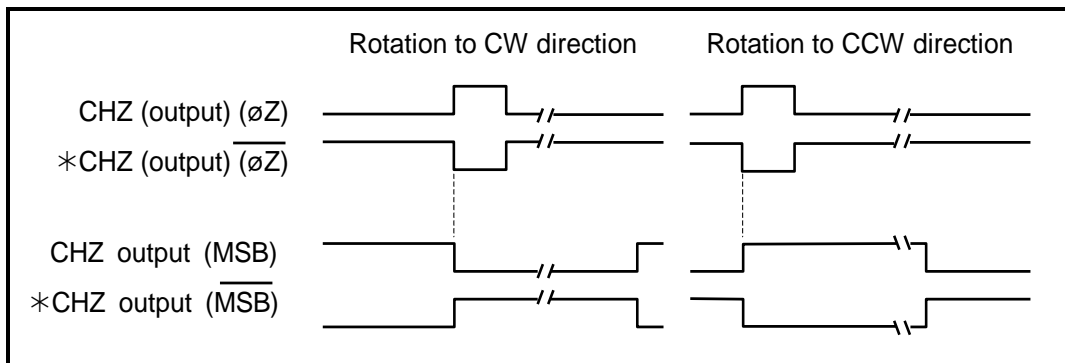 Rotation to CW direction
Rotation to CCW direction
CHZ (output) (øZ)
＊CHZ (output) (øZ)
CHZ output (MSB)
＊CHZ output (MSB)